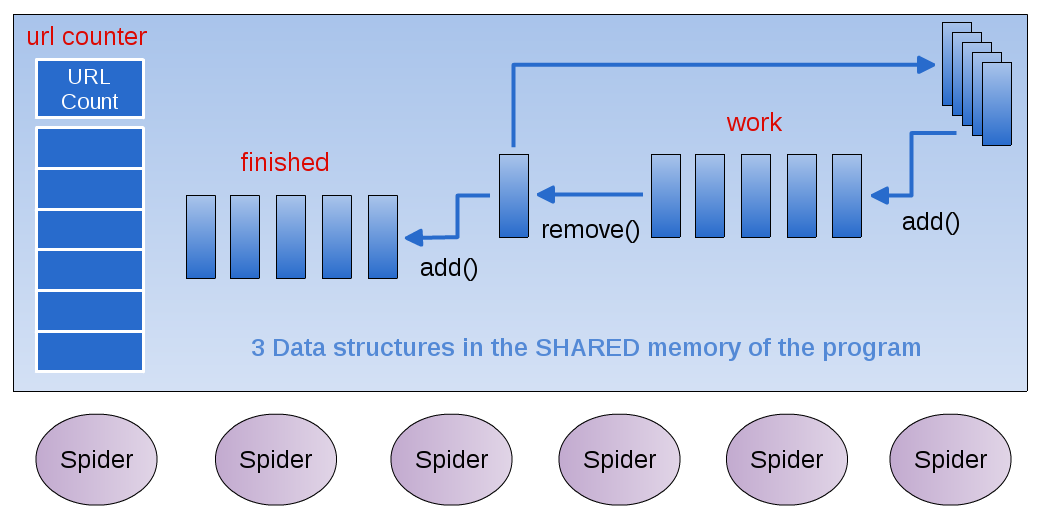 url counter
URL
Count
finished
add()
remove()
work
add()
3 Data structures in the SHARED memory of the program
Spider
Spider
Spider
Spider
Spider
Spider